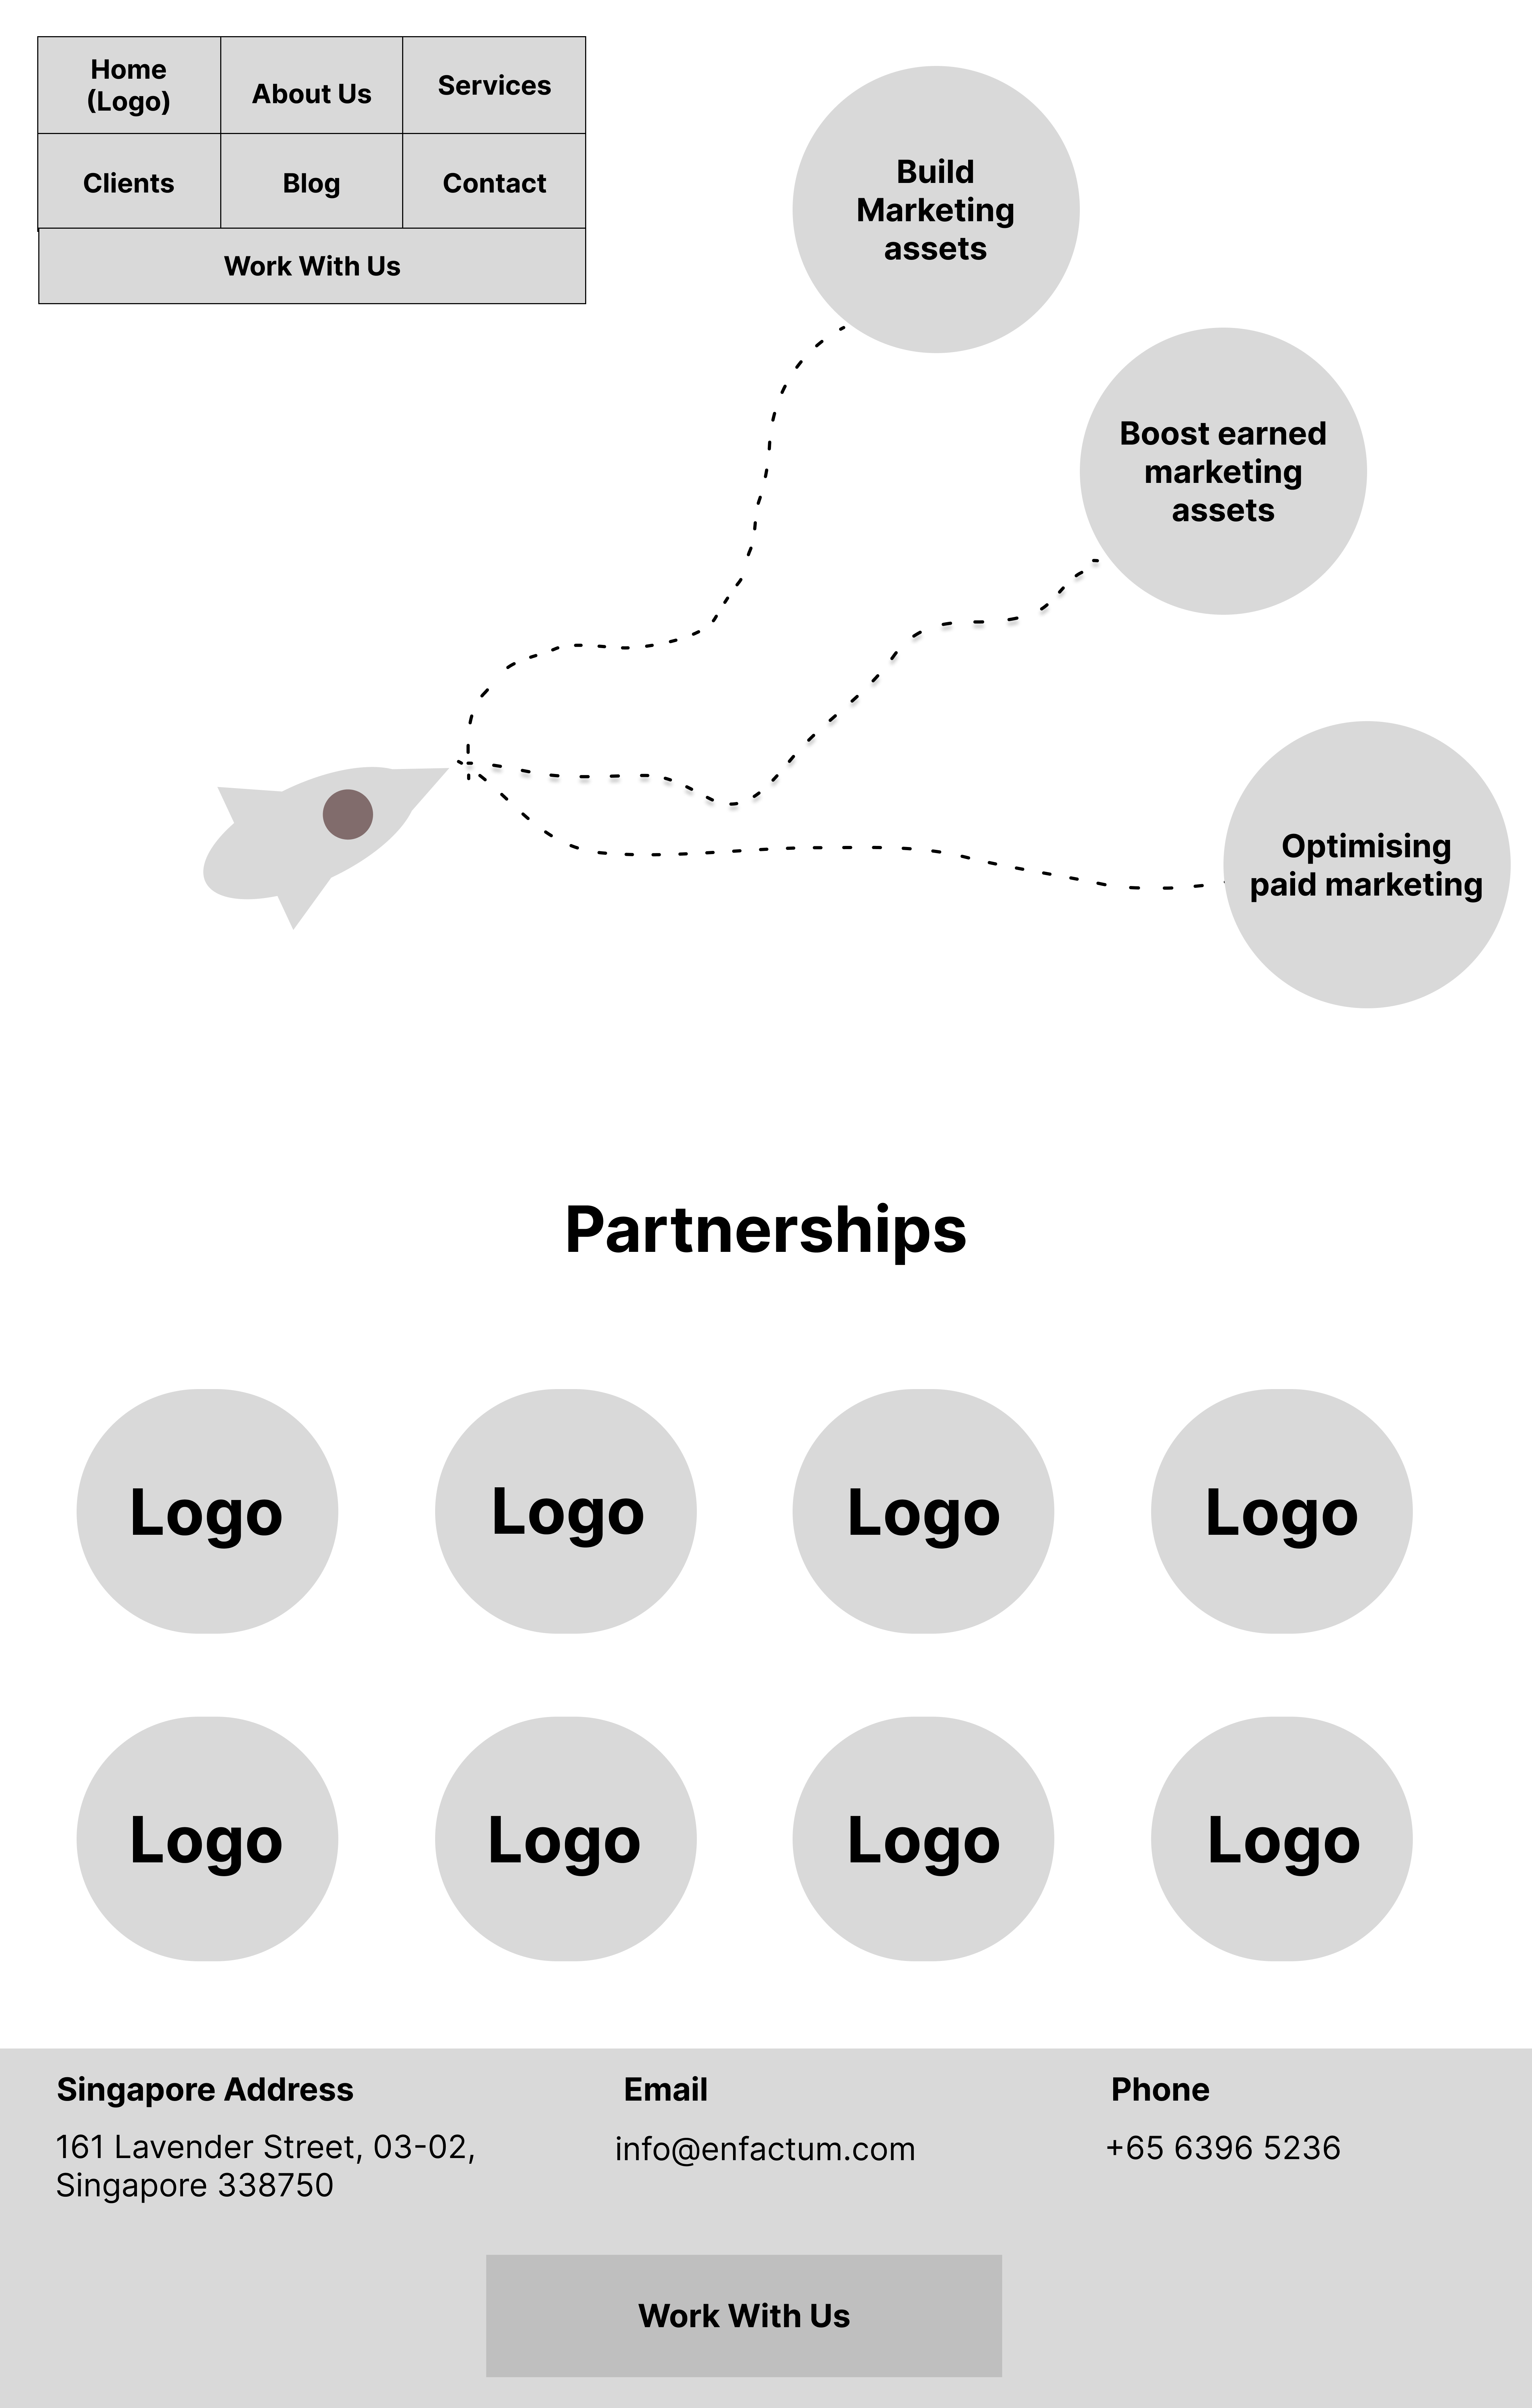 Home
(Logo)
About Us
Services
Clients
Blog
Contact
Work With Us
Build
Marketing
assets
Boost earned
marketing
assets
Optimising
paid marketing
Partnerships
Logo
Logo
Logo
Logo
Logo
Logo
Logo
Logo
Singapore Address
161 Lavender Street, 03-02,
Singapore 338750
Email
info@enfactum.com
Phone
+65 6396 5236
Work With Us